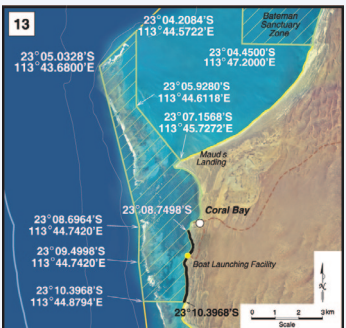 13
23°04.2084'S
113°44.5722'E
Bateman
Sanctuary
Zone
23°05.0328'S
113°43.6800'E
23°04.4500'S
113°47.2000'E
23°05.9280'S
113°44.6118'E
23°07.1568'S
113°45.7272'E
Maud's
Landing
23°08.6964'S
113°44.7420'E
23°08.7498'S
Coral Bay
23°09.4998'S
113°44.7420'E
Boat Launching Facility
23°10.3968'S
113°44.8794'E
23°10.3968'S
0 1 2 3km
Scale